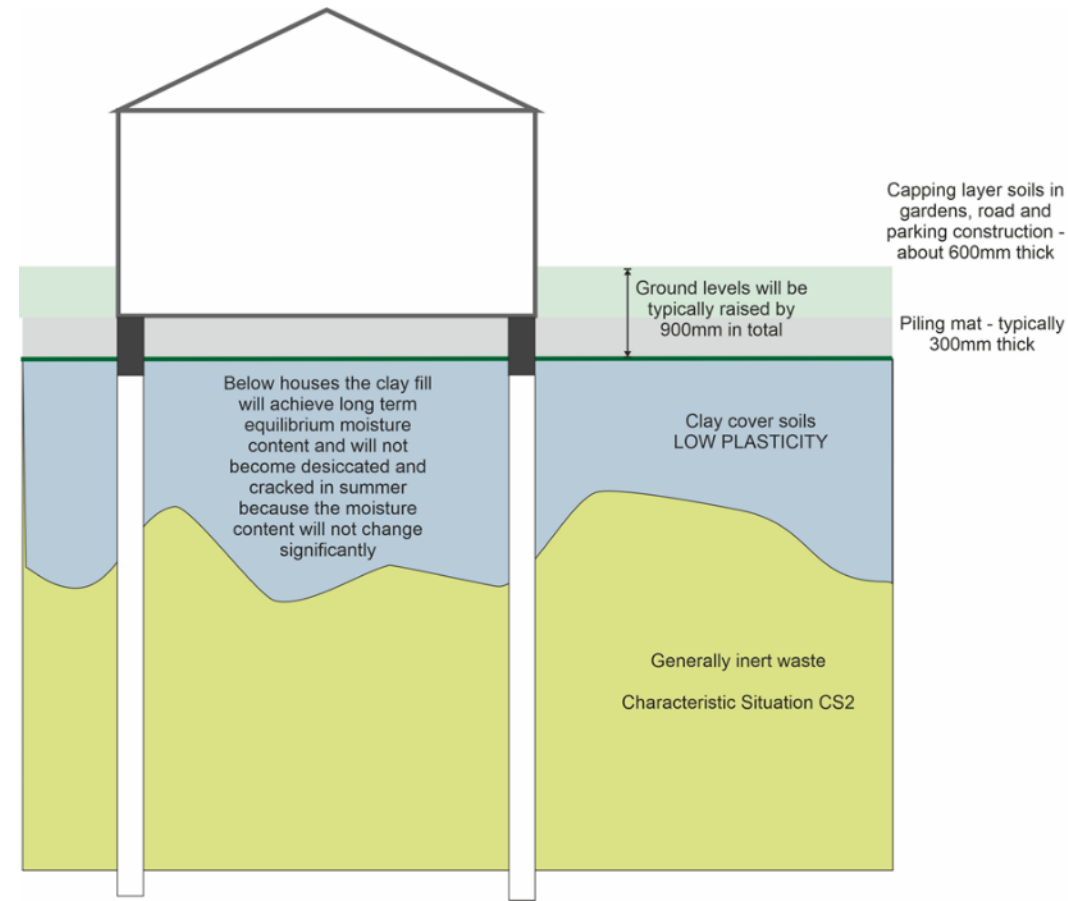 Capping layer soils in
gardens, road and
parking construction -
about 600mm thick
Ground levels will be
typically raised by
900mm in total
Piling mat - typically
300mm thick
Below houses the clay fill
will achieve long term
equilibrium moisture
content and will not
become desiccated and
cracked in summer
because the moisture
content will not change
significantly
Clay cover soils
LOW PLASTICITY
Generally inert waste
Characteristic Situation CS2